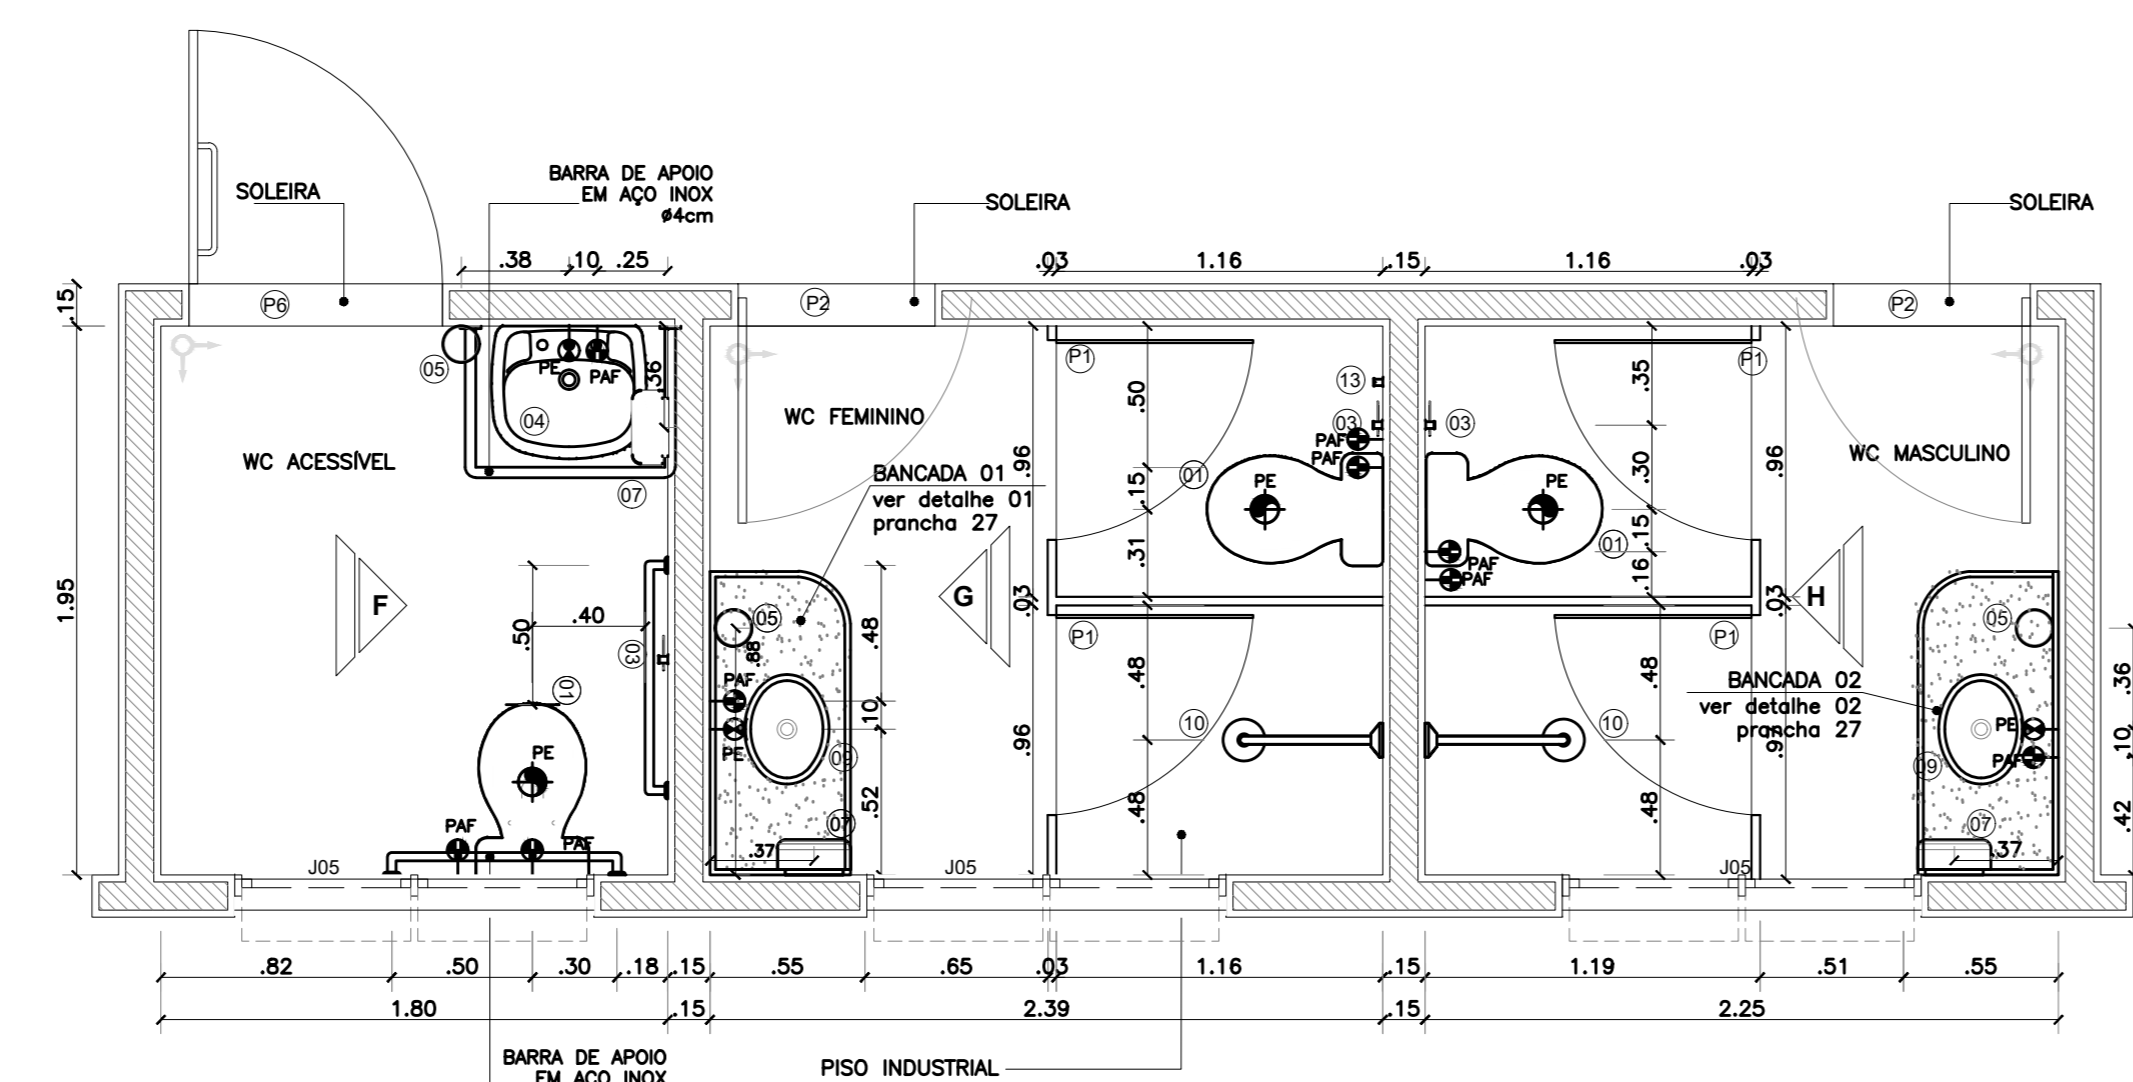 BARRA DE APOIO
EM AÇO INOX
ø4cm
SOLEIRA
SOLEIRA
SOLEIRA
.38 .10 .25
.03 1.16 .15 1.16 .03
.15
P6
P2
P2
05
PE PAF
.36
04
07
WC ACESSÍVEL
WC FEMININO
WC MASCULINO
P1
P1
13
03
03
PAF
PAF
01
PE
PE
01
PAF
PAF
.50
.15
.31
.96
.03
.35
.30
.15
.16
.96
.03
BANCADA 01
ver detalhe 01
prancha 27
1.95
F
G
H
.50
.40
03
01
PE
PAF
PAF
05
.88
PAF
PE
09
07
.37
.48
.10
.52
.96
P1
P1
.48
.48
10
10
.48
.48
BANCADA 02
ver detalhe 02
prancha 27
05
PE
PAF
09
07
.37
.36
.10
.42
J05
J05
J05
.82 .50 .30 .18 .15 .55 .65 .03 1.16 .15 1.19 .51 .55
1.80 .15 2.39 .15 2.25
BARRA DE APOIO
EM AÇO INOX
PISO INDUSTRIAL